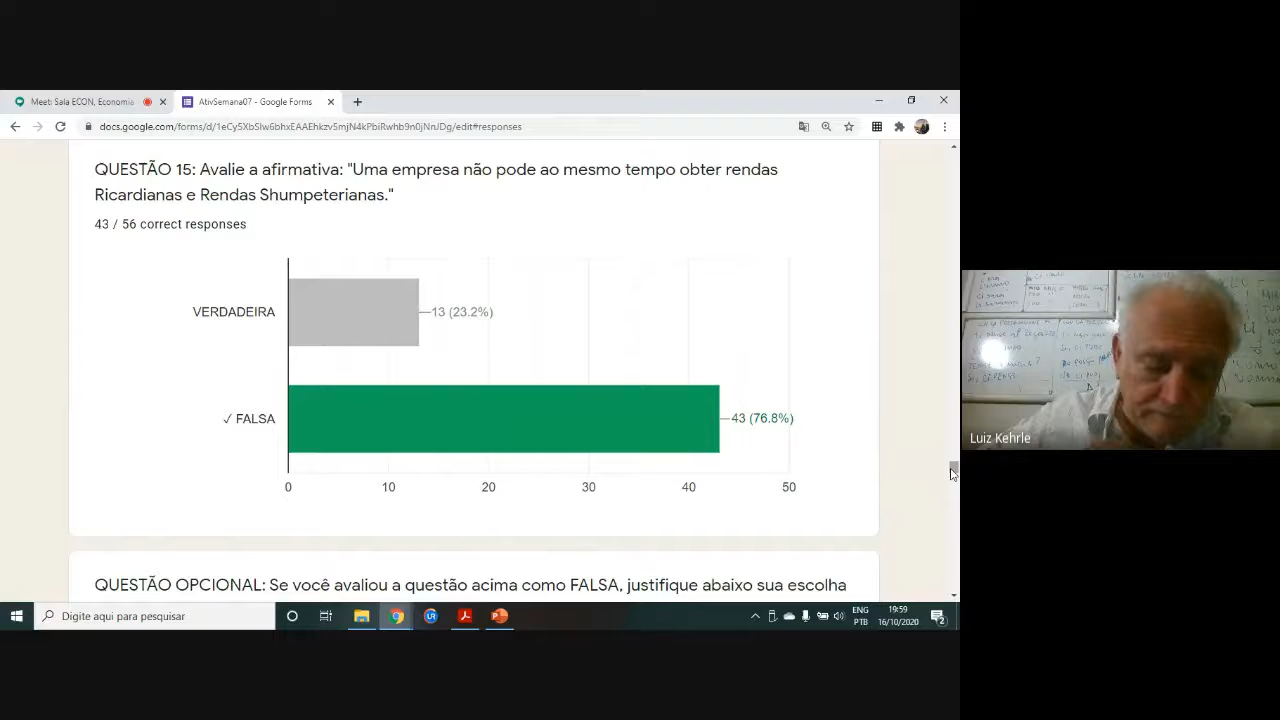 Meet: Sala ECON, Economia
AtivSemana07 - Google Forms
docs.google.com/forms/d/1eCy5XbSlw6bhxEAAEhkzv5mjN4kPbiRwhb9n0jNn/Dg/edit#responses
QUESTÃO 15: Avalie a afirmativa: "Uma empresa não pode ao mesmo tempo obter rendas
Ricardianas e Rendas Shumpeterianas."
43 / 56 correct responses
VERDADEIRA
13 (23.2%)
✓ FALSA
43 (76.8%)
0 10 20 30 40 50
Luiz Kehrle
QUESTÃO OPCIONAL: Se você avaliou a questão acima como FALSA, justifique abaixo sua escolha
Digite aqui para pesquisar
ENG
PTB
19:59
16/10/2020
2